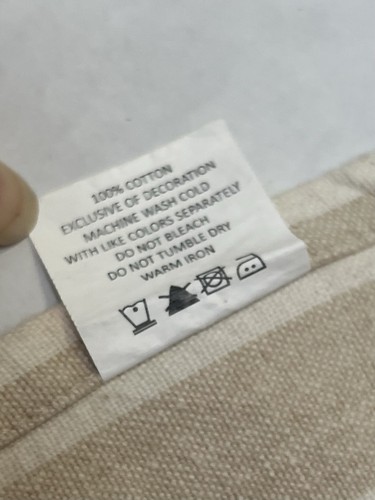 100% COTTON
EXCLUSIVE OF DECORATION
MACHINE WASH COLD
WITH LIKE COLORS SEPARATELY
DO NOT BLEACH
DO NOT TUMBLE DRY
WARM IRON